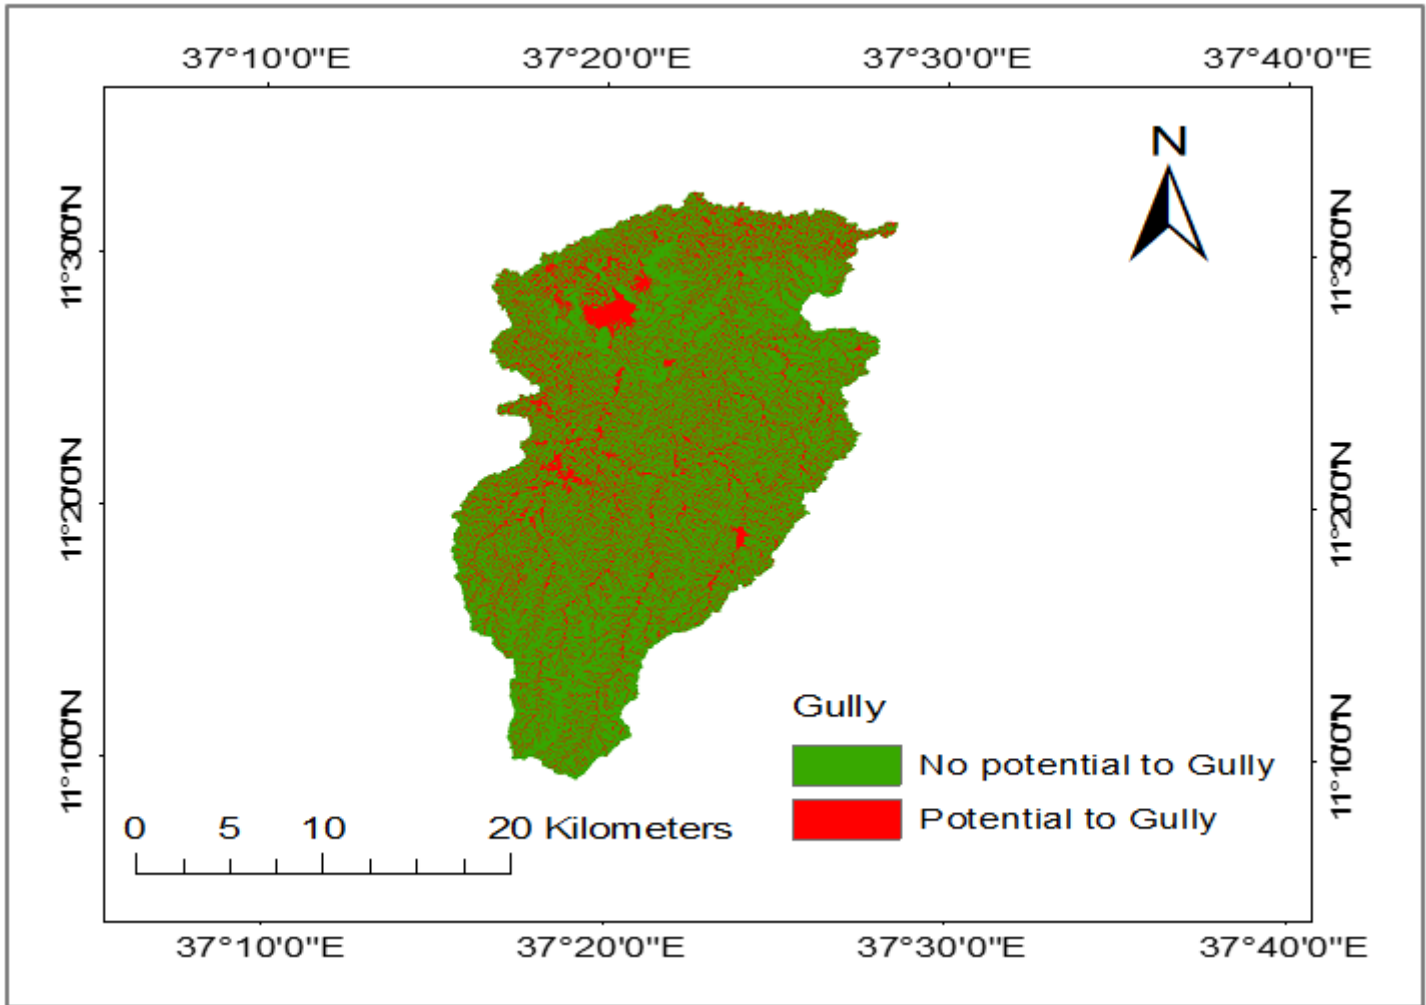 37°10'0"E 37°20'0"E 37°30'0"E 37°40'0"E
N
11°30'0"N
11°30'0"N
11°20'0"N
11°20'0"N
11°10'0"N
11°10'0"N
Gully
No potential to Gully
Potential to Gully
0 5 10 20 Kilometers
37°10'0"E 37°20'0"E 37°30'0"E 37°40'0"E